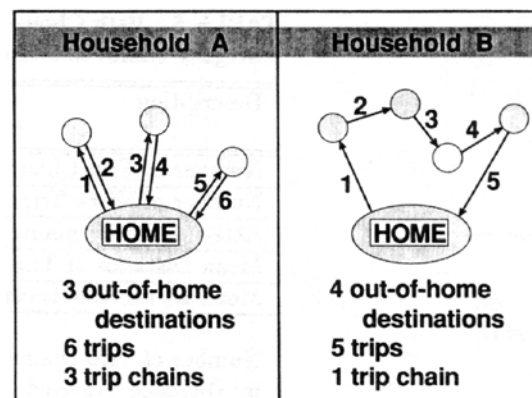 Household A
1
2
3
4
5
6
HOME
3 out-of-home
destinations
6 trips
3 trip chains
Household B
1
2
3
4
5
HOME
4 out-of-home
destinations
5 trips
1 trip chain